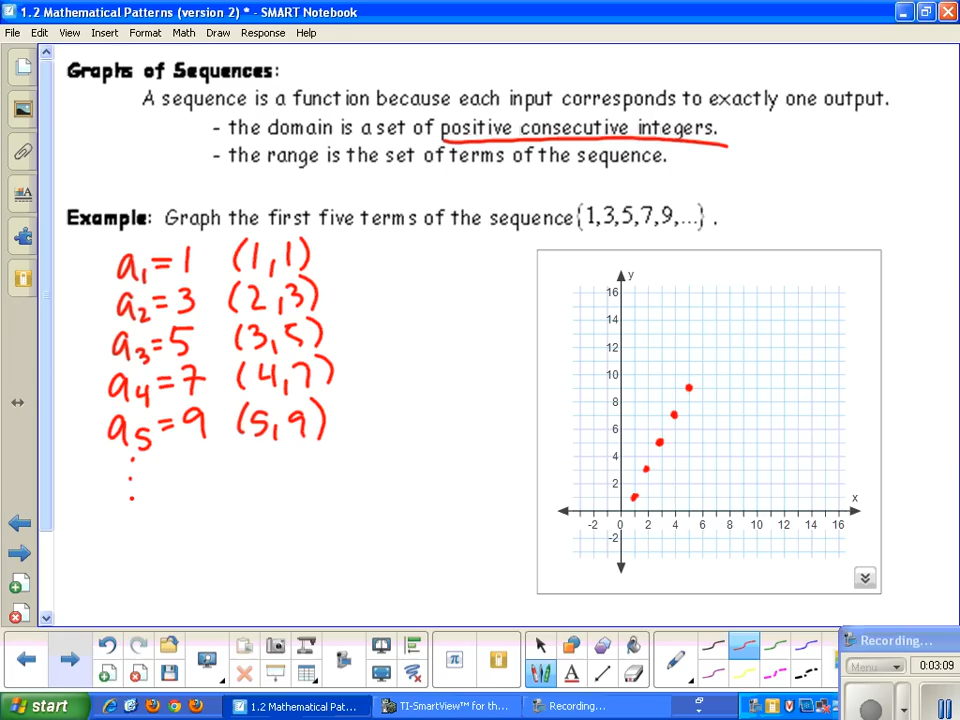 1.2 Mathematical Patterns (version 2) * - SMART Notebook
File Edit View Insert Format Math Draw Response Help
Graphs of Sequences:
A sequence is a function because each input corresponds to exactly one output.
- the domain is a set of positive consecutive integers.
- the range is the set of terms of the sequence.
Example: Graph the first five terms of the sequence {1,3,5,7,9,...} .
a₁ = 1 (1,1)
a₂ = 3 (2,3)
a₃ = 5 (3,5)
a₄ = 7 (4,7)
a₅ = 9 (5,9)
⋮
y
16
14
12
10
8
6
4
2
x
-2 0 2 4 6 8 10 12 14 16
-2
Recording...
Menu 0:03:09
start 1.2 Mathematical Pat... TI-SmartView™ for th... Recording...